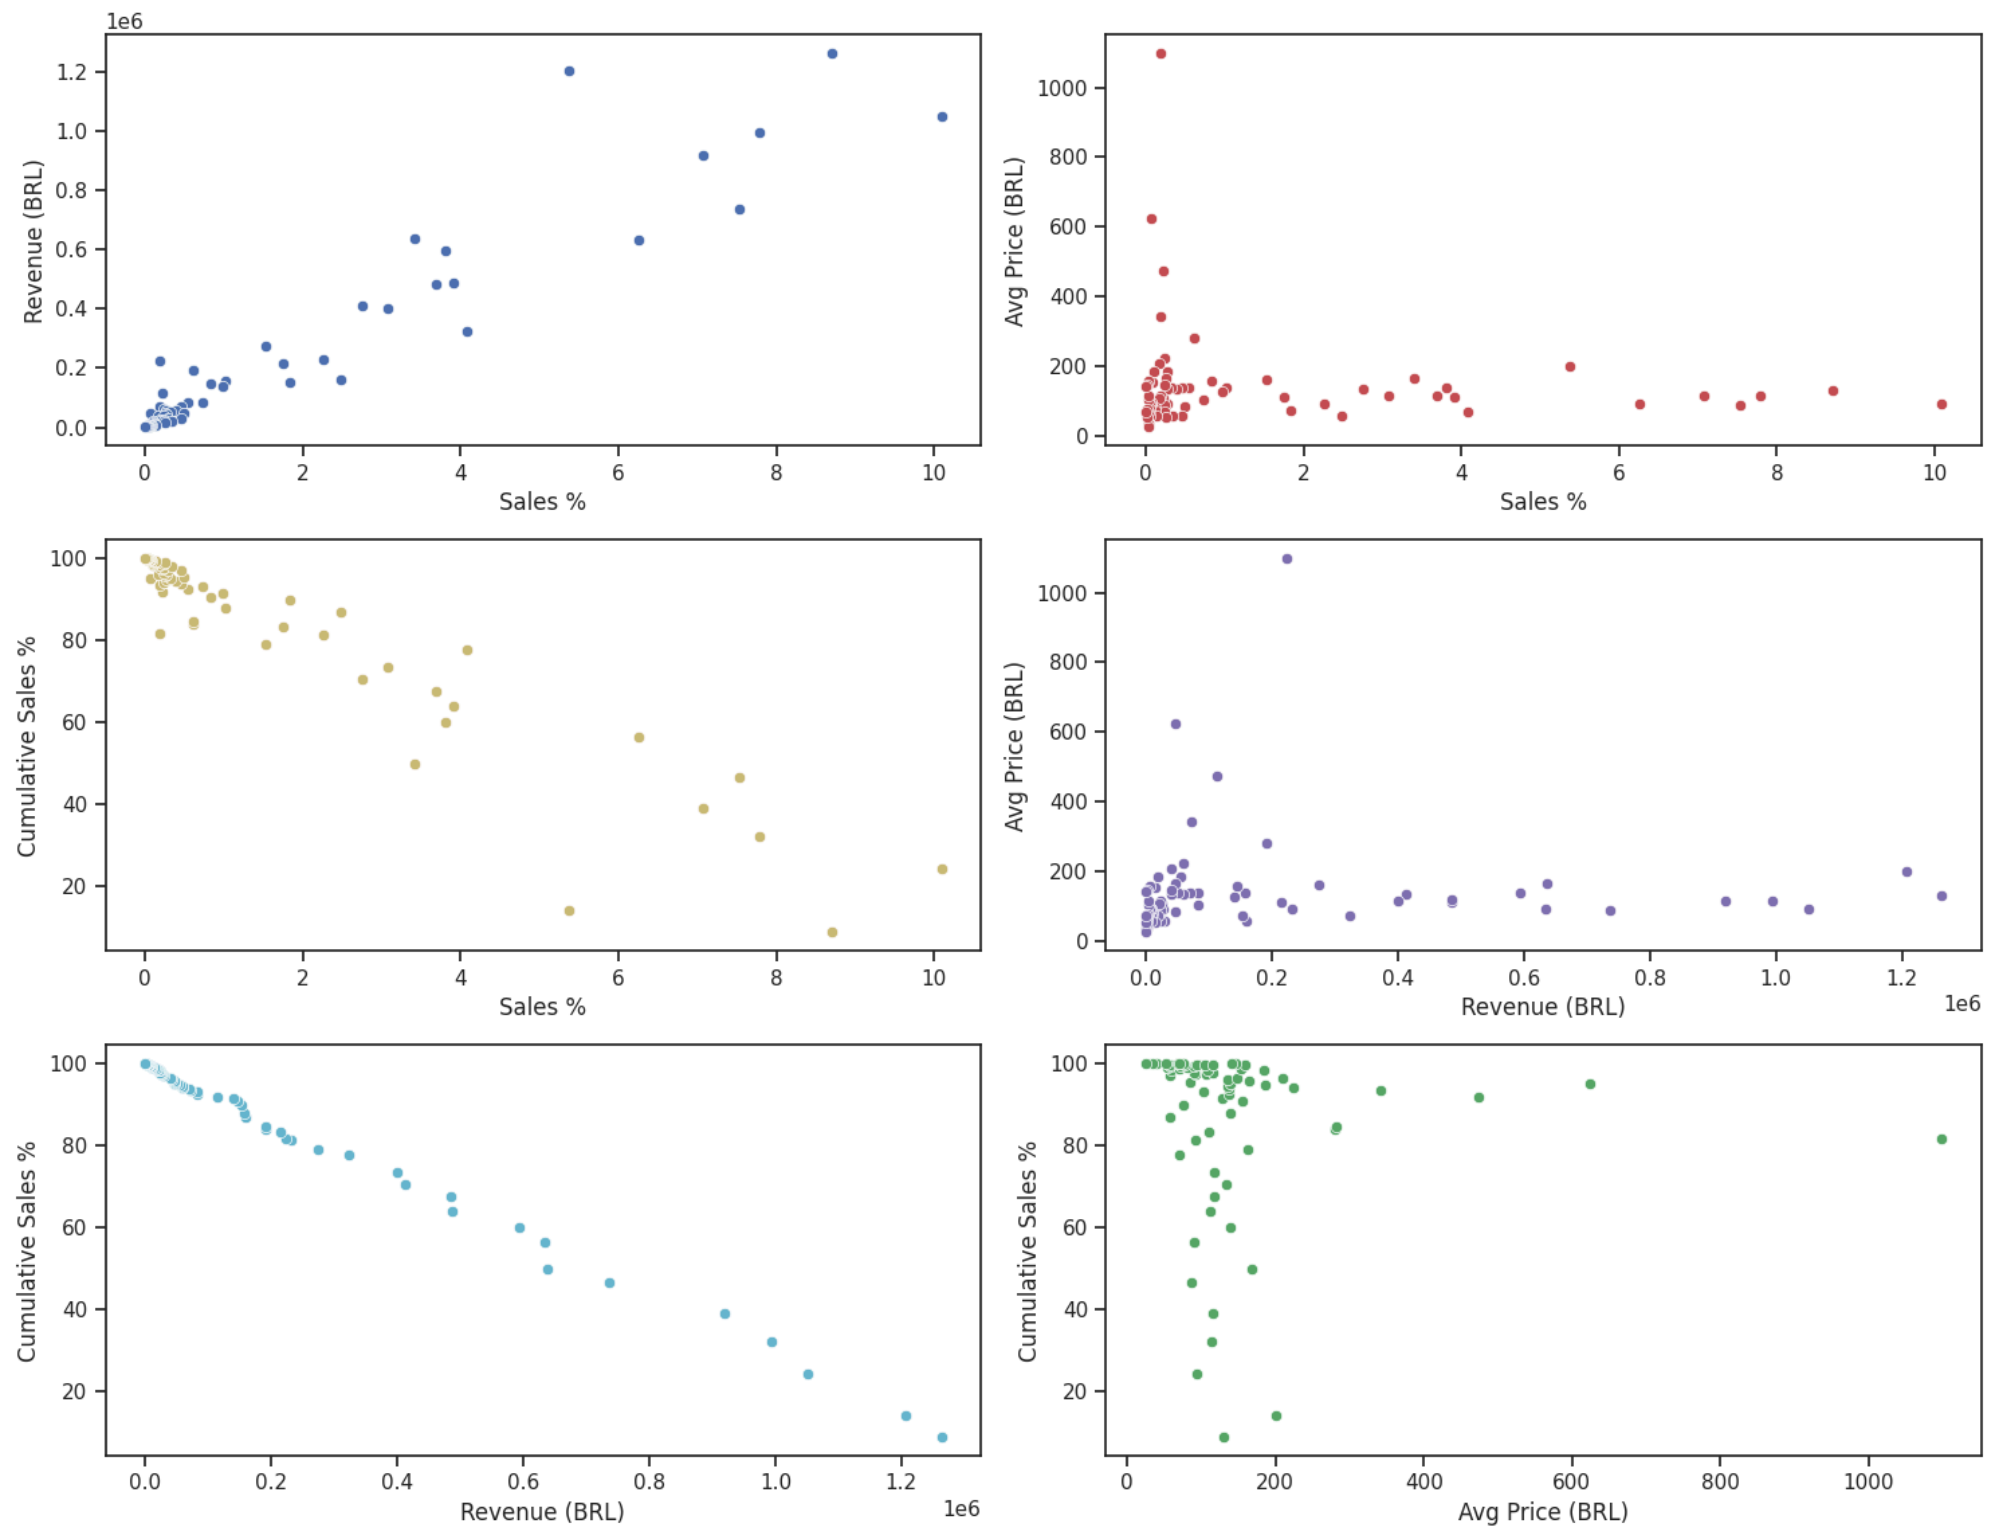 1e6
1.2
1.0
0.8
0.6
0.4
0.2
0.0
Revenue (BRL)
0 2 4 6 8 10
Sales %
1000
800
600
400
200
0
Avg Price (BRL)
0 2 4 6 8 10
Sales %
100
80
60
40
20
Cumulative Sales %
0 2 4 6 8 10
Sales %
1000
800
600
400
200
0
Avg Price (BRL)
0.0 0.2 0.4 0.6 0.8 1.0 1.2
Revenue (BRL)
1e6
100
80
60
40
20
Cumulative Sales %
0.0 0.2 0.4 0.6 0.8 1.0 1.2
Revenue (BRL)
1e6
100
80
60
40
20
Cumulative Sales %
0 200 400 600 800 1000
Avg Price (BRL)